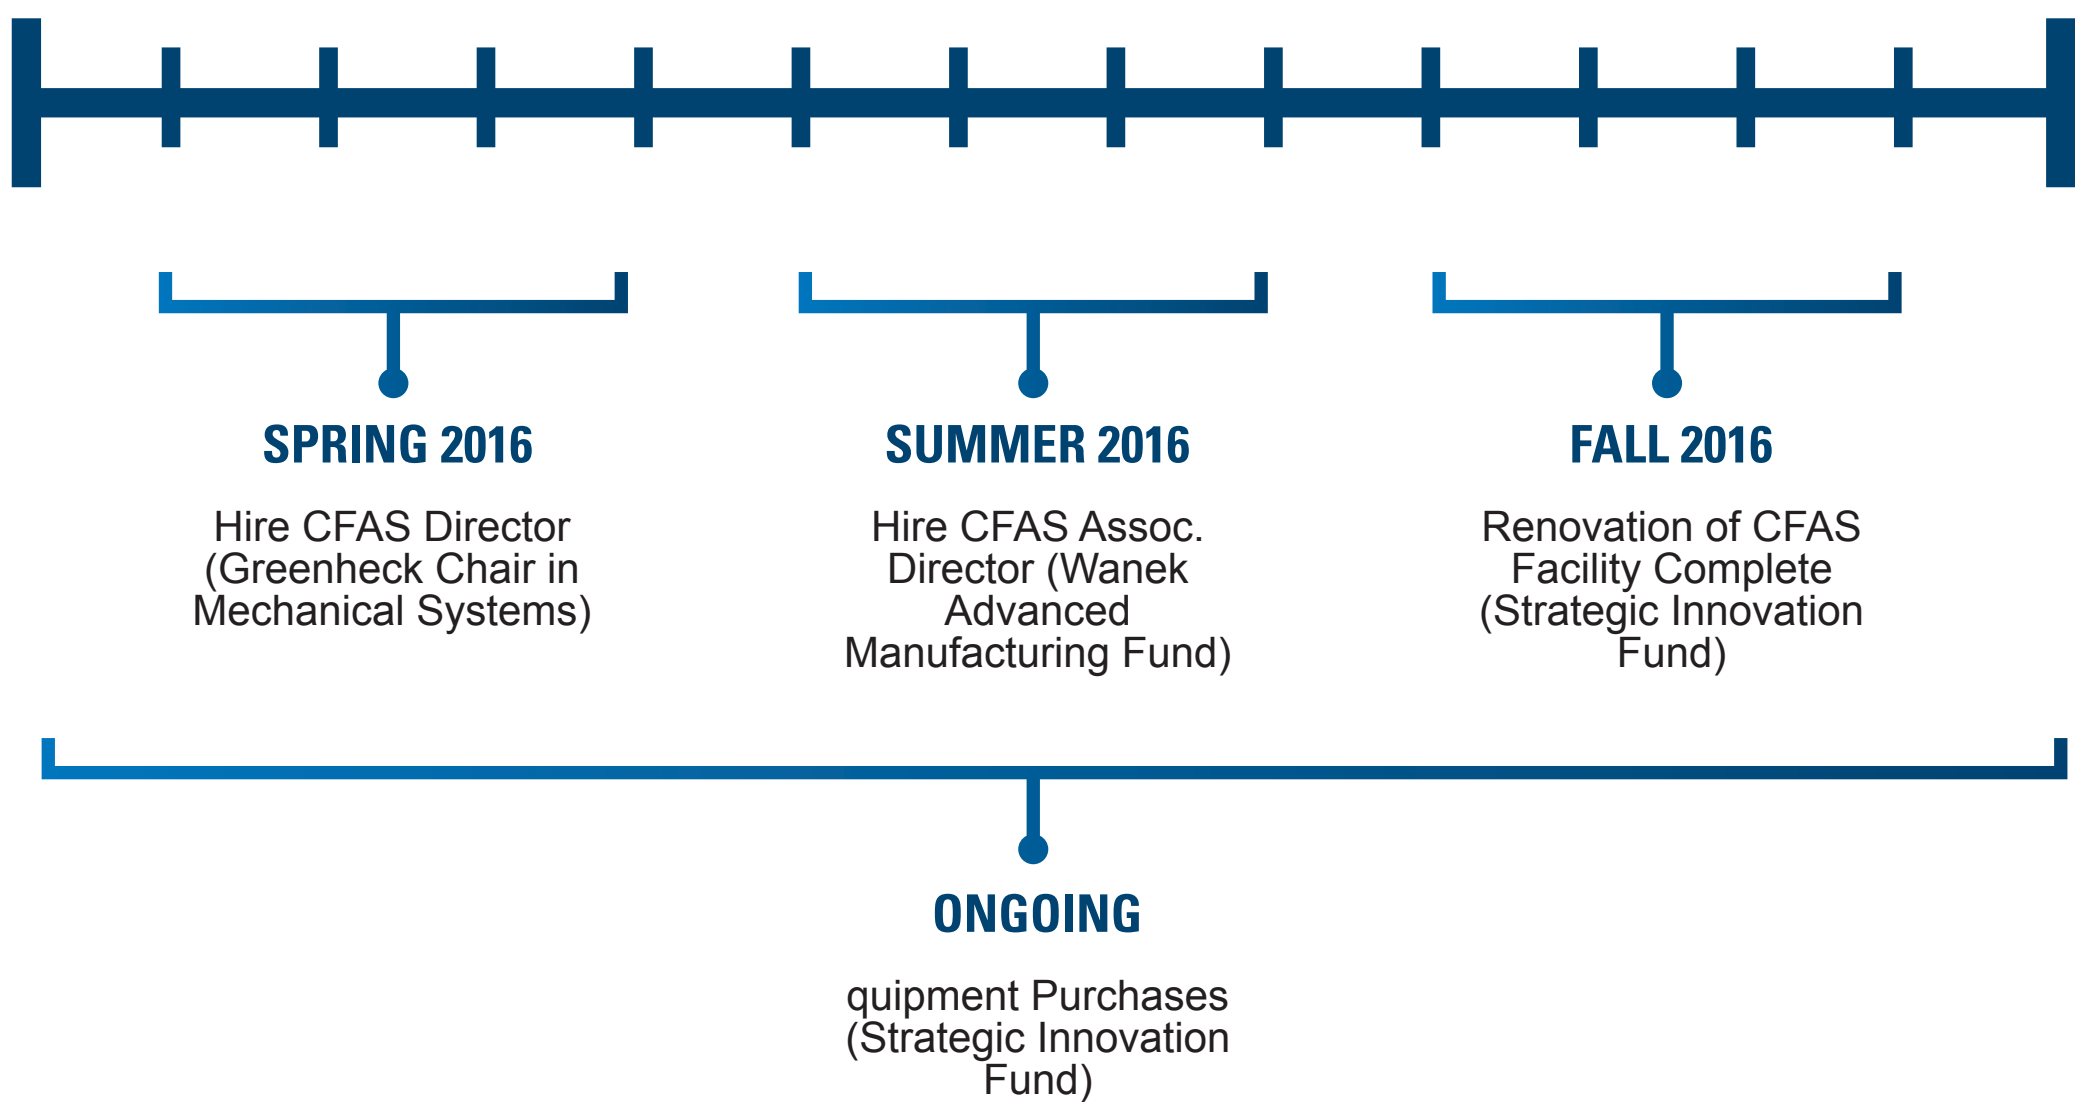 SPRING 2016
Hire CFAS Director
(Greenheck Chair in
Mechanical Systems)
SUMMER 2016
Hire CFAS Assoc.
Director (Wanek
Advanced
Manufacturing Fund)
FALL 2016
Renovation of CFAS
Facility Complete
(Strategic Innovation
Fund)
ONGOING
quipment Purchases
(Strategic Innovation
Fund)